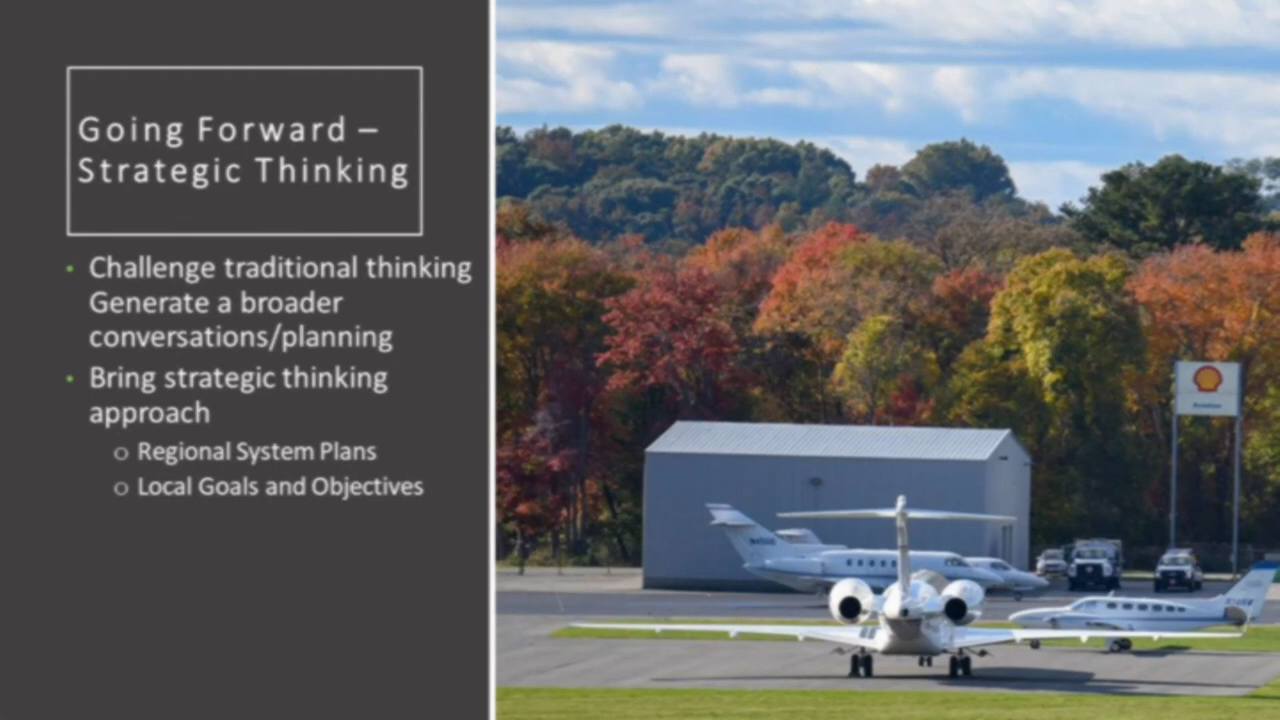 Going Forward –
Strategic Thinking
• Challenge traditional thinking
Generate a broader
conversations/planning
• Bring strategic thinking
approach
o Regional System Plans
o Local Goals and Objectives
Aviation